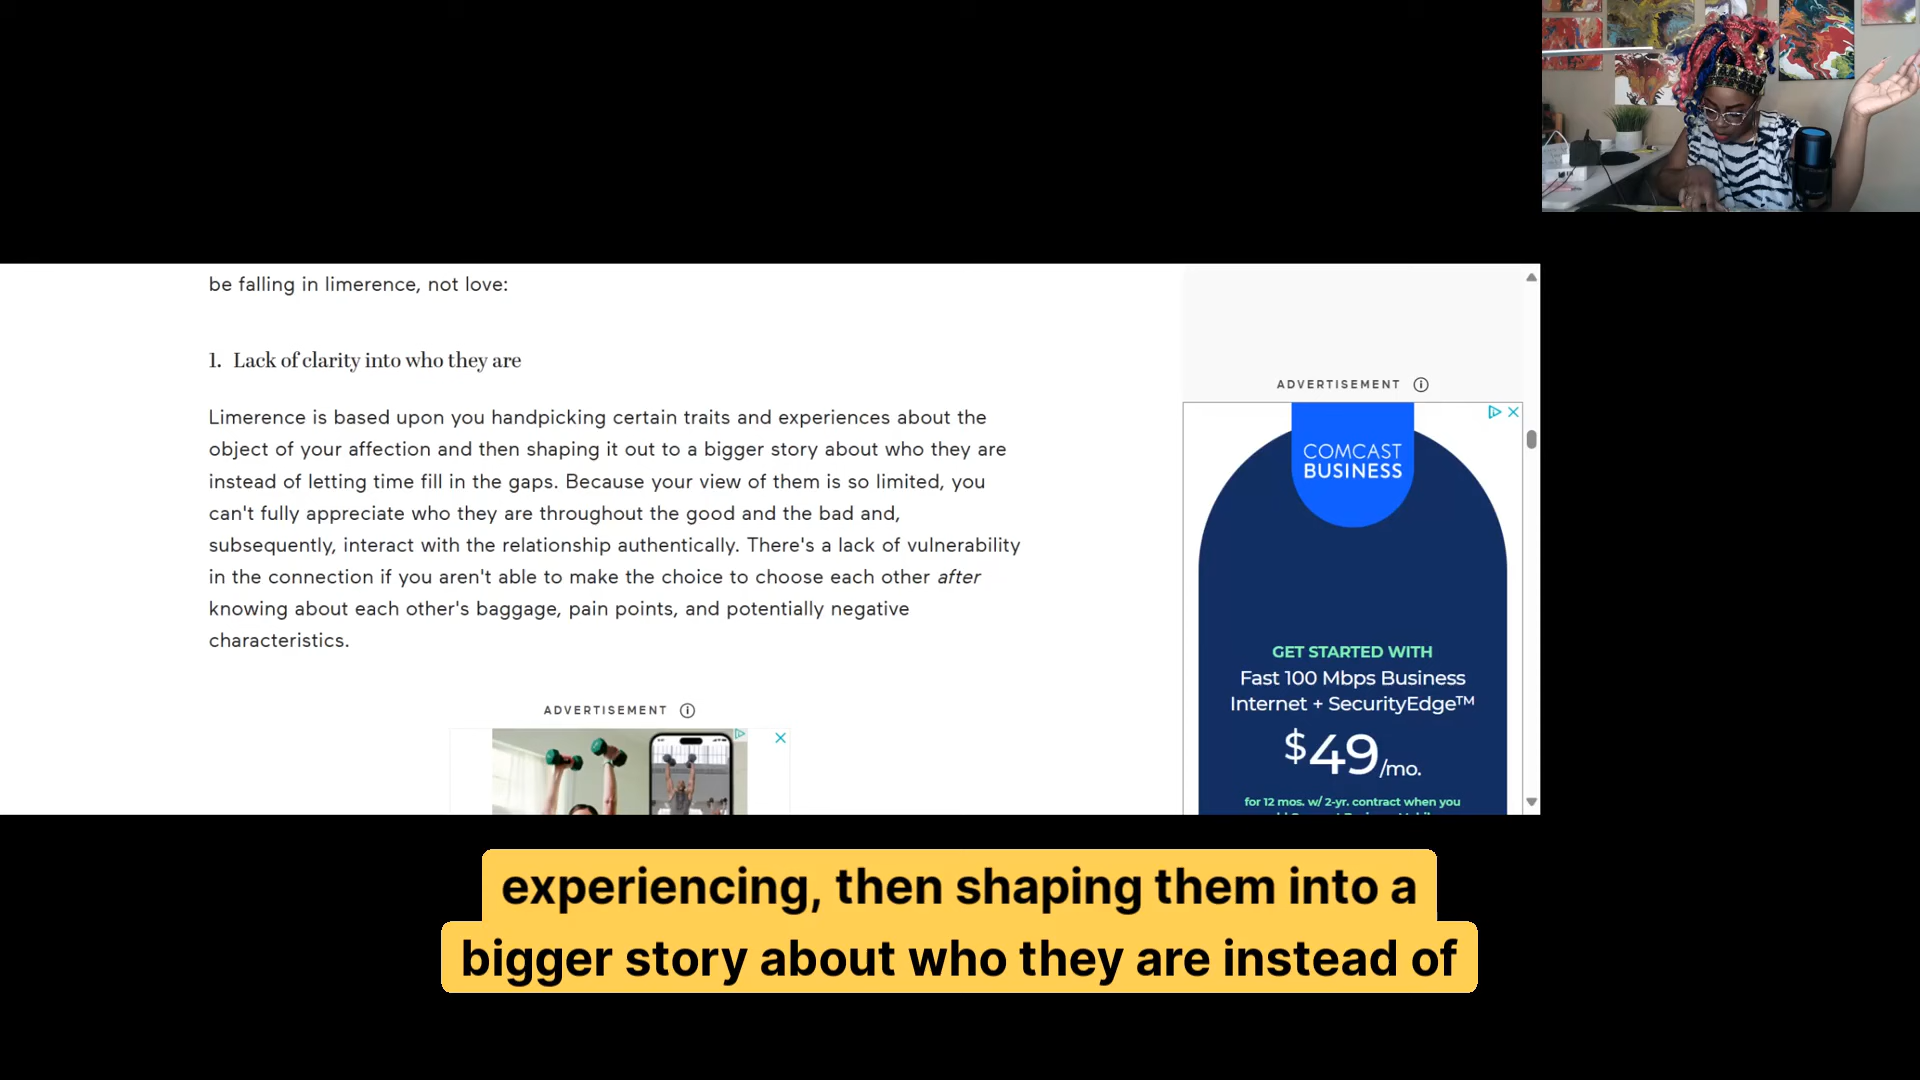 be falling in limerence, not love:
1. Lack of clarity into who they are
Limerence is based upon you handpicking certain traits and experiences about the
object of your affection and then shaping it out to a bigger story about who they are
instead of letting time fill in the gaps. Because your view of them is so limited, you
can't fully appreciate who they are throughout the good and the bad and,
subsequently, interact with the relationship authentically. There's a lack of vulnerability
in the connection if you aren't able to make the choice to choose each other after
knowing about each other's baggage, pain points, and potentially negative
characteristics.
ADVERTISEMENT
ADVERTISEMENT
COMCAST
BUSINESS
GET STARTED WITH
Fast 100 Mbps Business
Internet + SecurityEdge™
$49/mo.
for 12 mos. w/ 2-yr. contract when you
experiencing, then shaping them into a
bigger story about who they are instead of